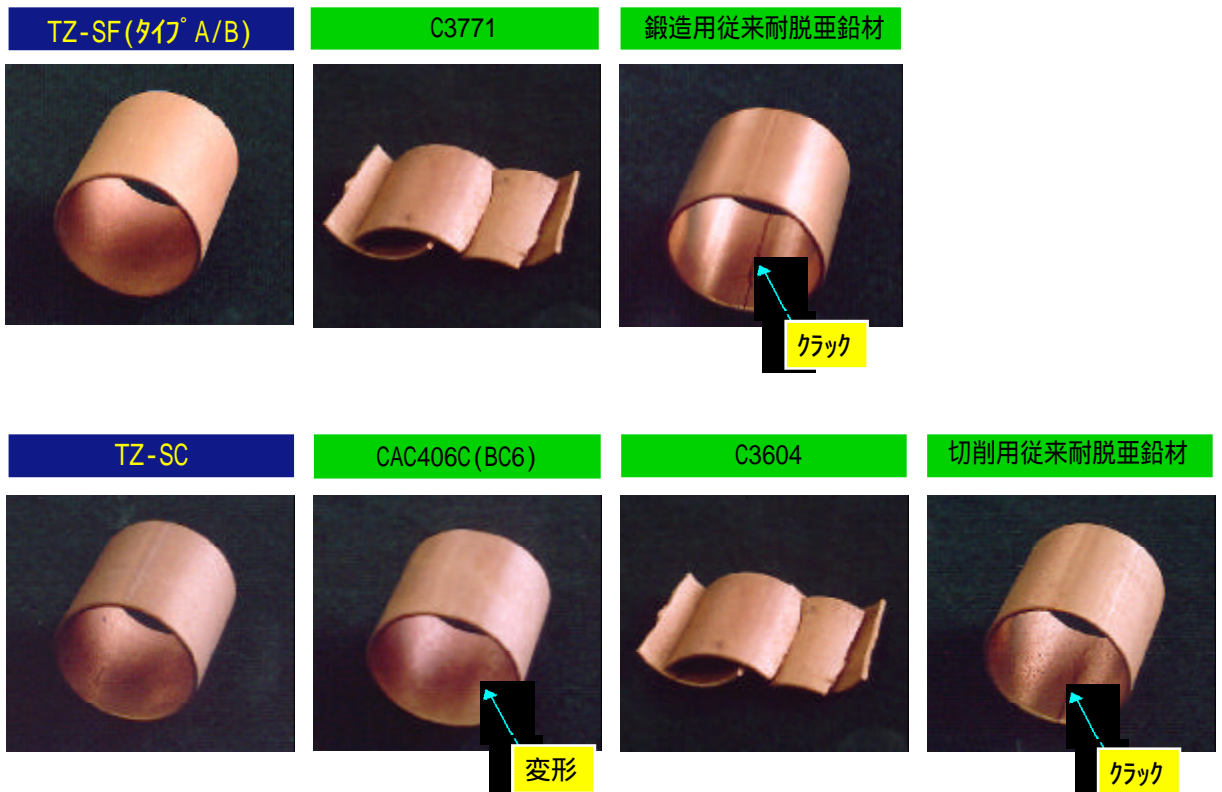 TZ-SF(ﾀｲﾌﾟA/B)
C3771
鍛造用従来耐脱亜鉛材
ｸﾗｯｸ
TZ-SC
CAC406C(BC6)
C3604
切削用従来耐脱亜鉛材
変形
ｸﾗｯｸ